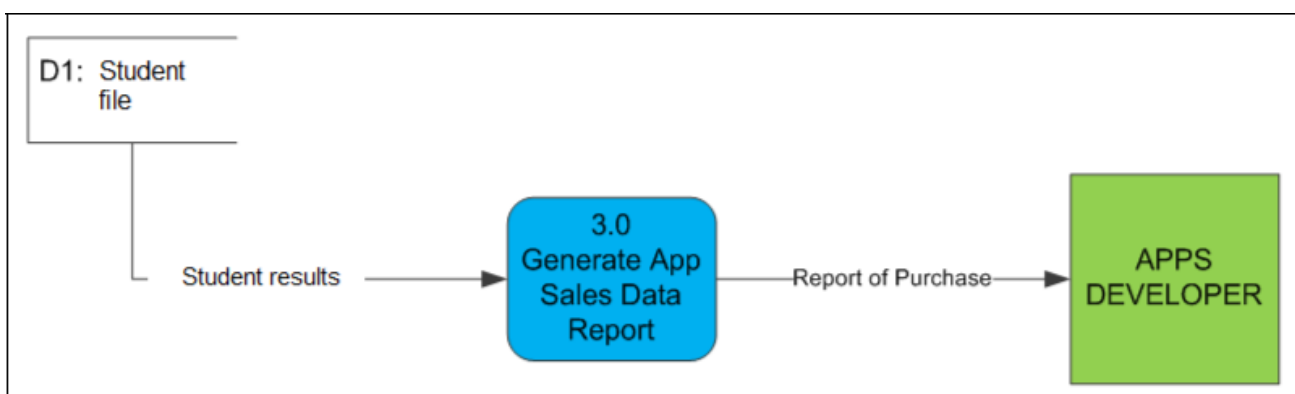 D1: Student
file
Student results
3.0
Generate App
Sales Data
Report
Report of Purchase
APPS
DEVELOPER